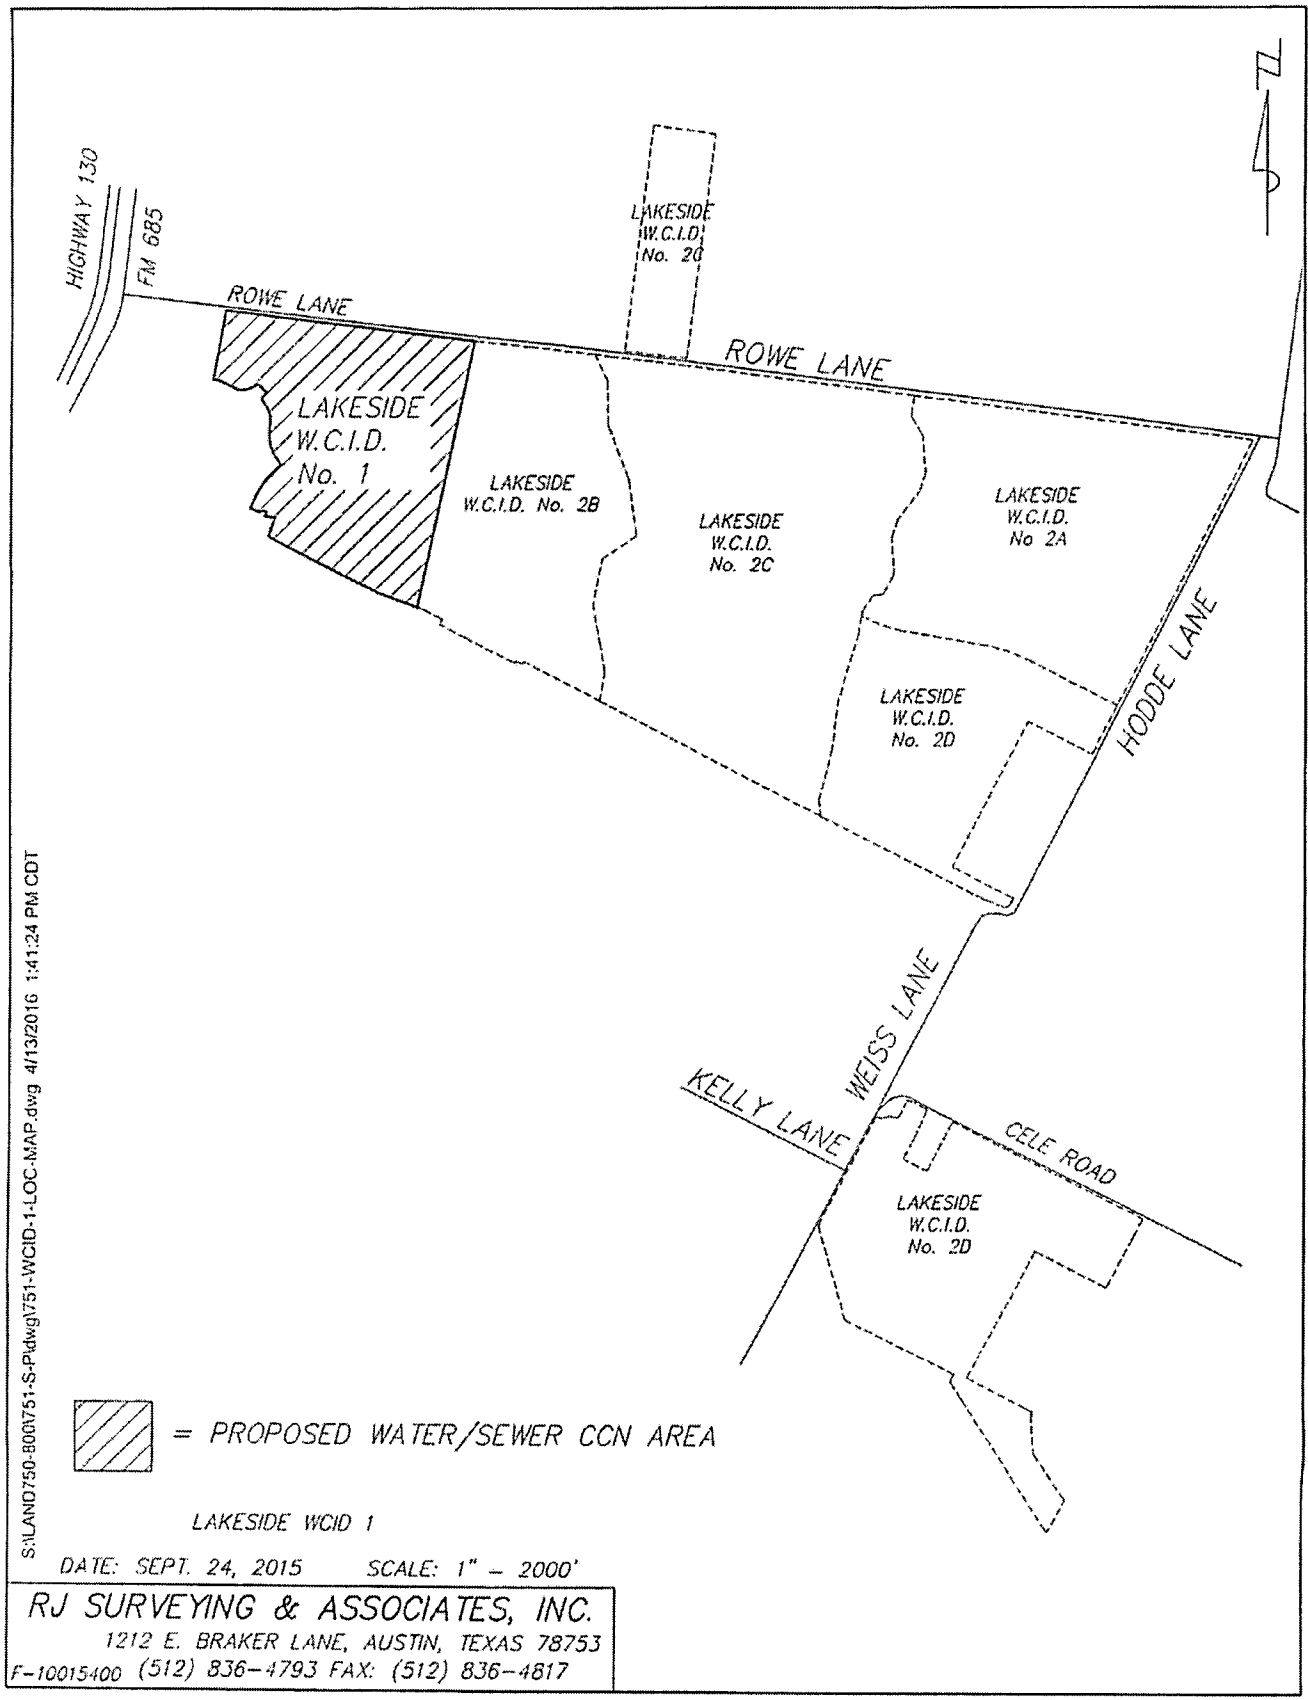 HIGHWAY 130
FM 685
LAKESIDE
W.C.I.D.
No. 2C
ROWE LANE
ROWE LANE
LAKESIDE
W.C.I.D.
No. 1
LAKESIDE
W.C.I.D. No. 2B
LAKESIDE
W.C.I.D.
No. 2C
LAKESIDE
W.C.I.D.
No 2A
HODDE LANE
LAKESIDE
W.C.I.D.
No. 2D
WEISS LANE
KELLY LANE
CELE ROAD
LAKESIDE
W.C.I.D.
No. 2D
S:\LAND750-800\751-S-P\dwg\751-WCID-1-LOC-MAP.dwg 4/13/2016 1:41:24 PM CDT
= PROPOSED WATER/SEWER CCN AREA
LAKESIDE WCID 1
DATE: SEPT. 24, 2015 SCALE: 1" – 2000'
RJ SURVEYING & ASSOCIATES, INC.
1212 E. BRAKER LANE, AUSTIN, TEXAS 78753
F-10015400 (512) 836-4793 FAX: (512) 836-4817